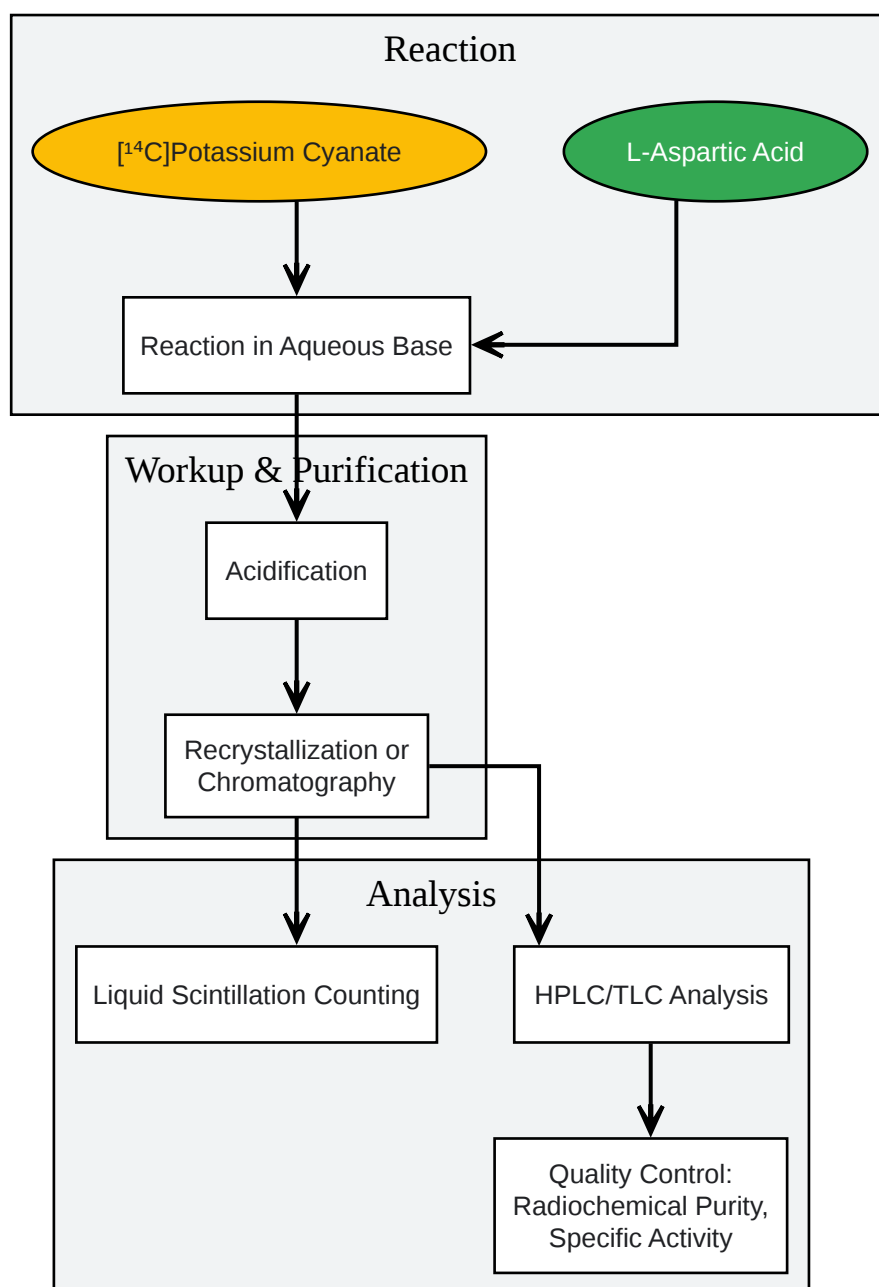 Reaction
[¹⁴C]Potassium Cyanate
L-Aspartic Acid
Reaction in Aqueous Base
Workup & Purification
Acidification
Recrystallization or
Chromatography
Analysis
Liquid Scintillation Counting
HPLC/TLC Analysis
Quality Control:
Radiochemical Purity,
Specific Activity